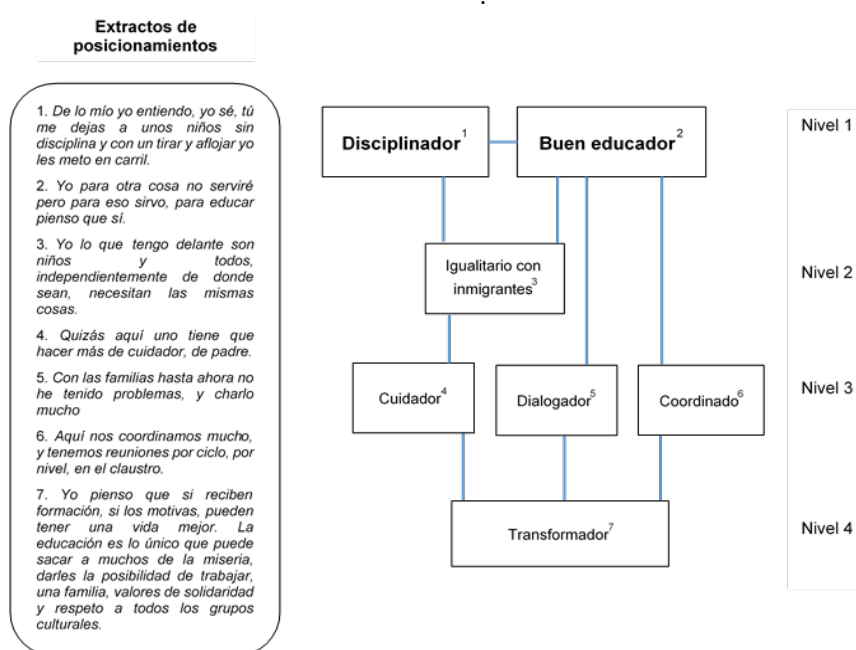 Extractos de
posicionamientos
1. De lo mío yo entiendo, yo sé, tú
me dejas a unos niños sin
disciplina y con un tirar y aflojar yo
les meto en carril.
2. Yo para otra cosa no serviré
pero para eso sirvo, para educar
pienso que sí.
3. Yo lo que tengo delante son
niños y todos,
independientemente de donde
sean, necesitan las mismas
cosas.
4. Quizás aquí uno tiene que
hacer más de cuidador, de padre.
5. Con las familias hasta ahora no
he tenido problemas, y charlo
mucho
6. Aquí nos coordinamos mucho,
y tenemos reuniones por ciclo, por
nivel, en el claustro.
7. Yo pienso que si reciben
formación, si los motivas, pueden
tener una vida mejor. La
educación es lo único que puede
sacar a muchos de la miseria,
darles la posibilidad de trabajar,
una familia, valores de solidaridad
y respeto a todos los grupos
culturales.
Disciplinador1
Buen educador2
Nivel 1
Igualitario con
inmigrantes3
Nivel 2
Cuidador4
Dialogador5
Coordinado6
Nivel 3
Transformador7
Nivel 4